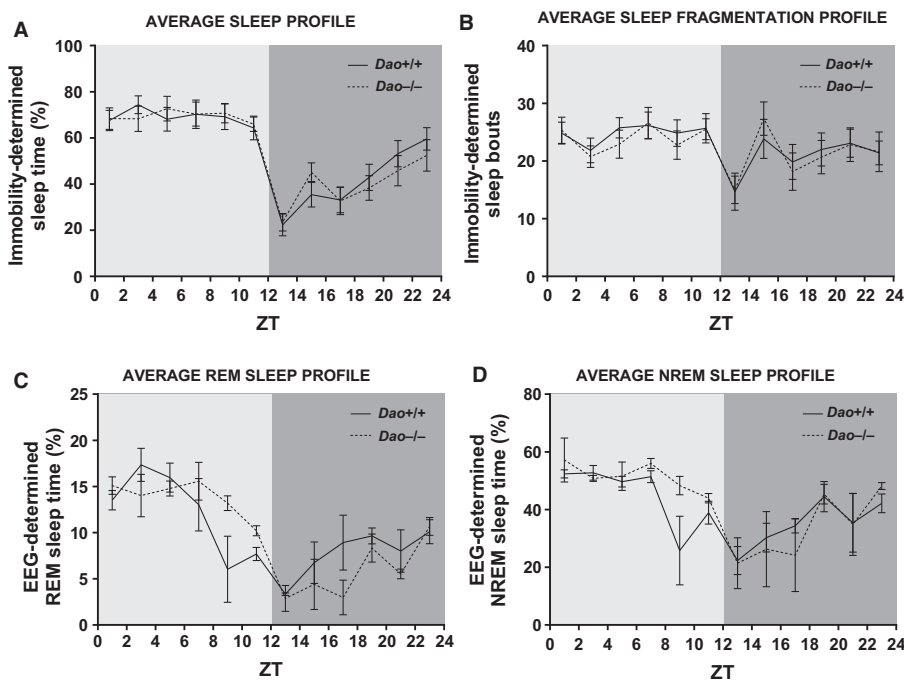 A
AVERAGE SLEEP PROFILE
Immobility-determined
sleep time (%)
100
80
60
40
20
0
Dao+/+
Dao–/–
0 2 4 6 8 10 12 14 16 18 20 22 24
ZT
B
AVERAGE SLEEP FRAGMENTATION PROFILE
Immobility-determined
sleep bouts
40
30
20
10
0
Dao+/+
Dao–/–
0 2 4 6 8 10 12 14 16 18 20 22 24
ZT
C
AVERAGE REM SLEEP PROFILE
EEG-determined
REM sleep time (%)
25
20
15
10
5
0
Dao+/+
Dao–/–
0 2 4 6 8 10 12 14 16 18 20 22 24
ZT
D
AVERAGE NREM SLEEP PROFILE
EEG-determined
NREM sleep time (%)
80
60
40
20
0
Dao+/+
Dao–/–
0 2 4 6 8 10 12 14 16 18 20 22 24
ZT